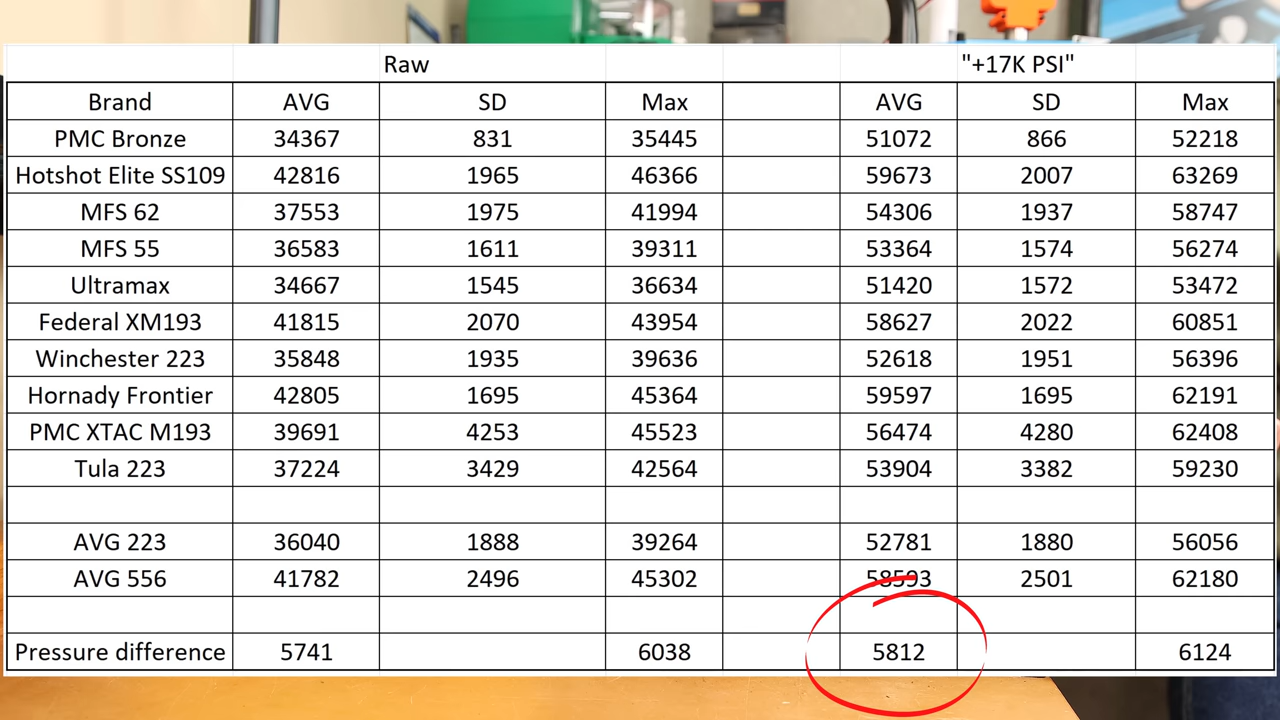 Raw "+17K PSI"
Brand AVG SD Max AVG SD Max
PMC Bronze 34367 831 35445 51072 866 52218
Hotshot Elite SS109 42816 1965 46366 59673 2007 63269
MFS 62 37553 1975 41994 54306 1937 58747
MFS 55 36583 1611 39311 53364 1574 56274
Ultramax 34667 1545 36634 51420 1572 53472
Federal XM193 41815 2070 43954 58627 2022 60851
Winchester 223 35848 1935 39636 52618 1951 56396
Hornady Frontier 42805 1695 45364 59597 1695 62191
PMC XTAC M193 39691 4253 45523 56474 4280 62408
Tula 223 37224 3429 42564 53904 3382 59230
AVG 223 36040 1888 39264 52781 1880 56056
AVG 556 41782 2496 45302 58593 2501 62180
Pressure difference 5741 6038 5812 6124